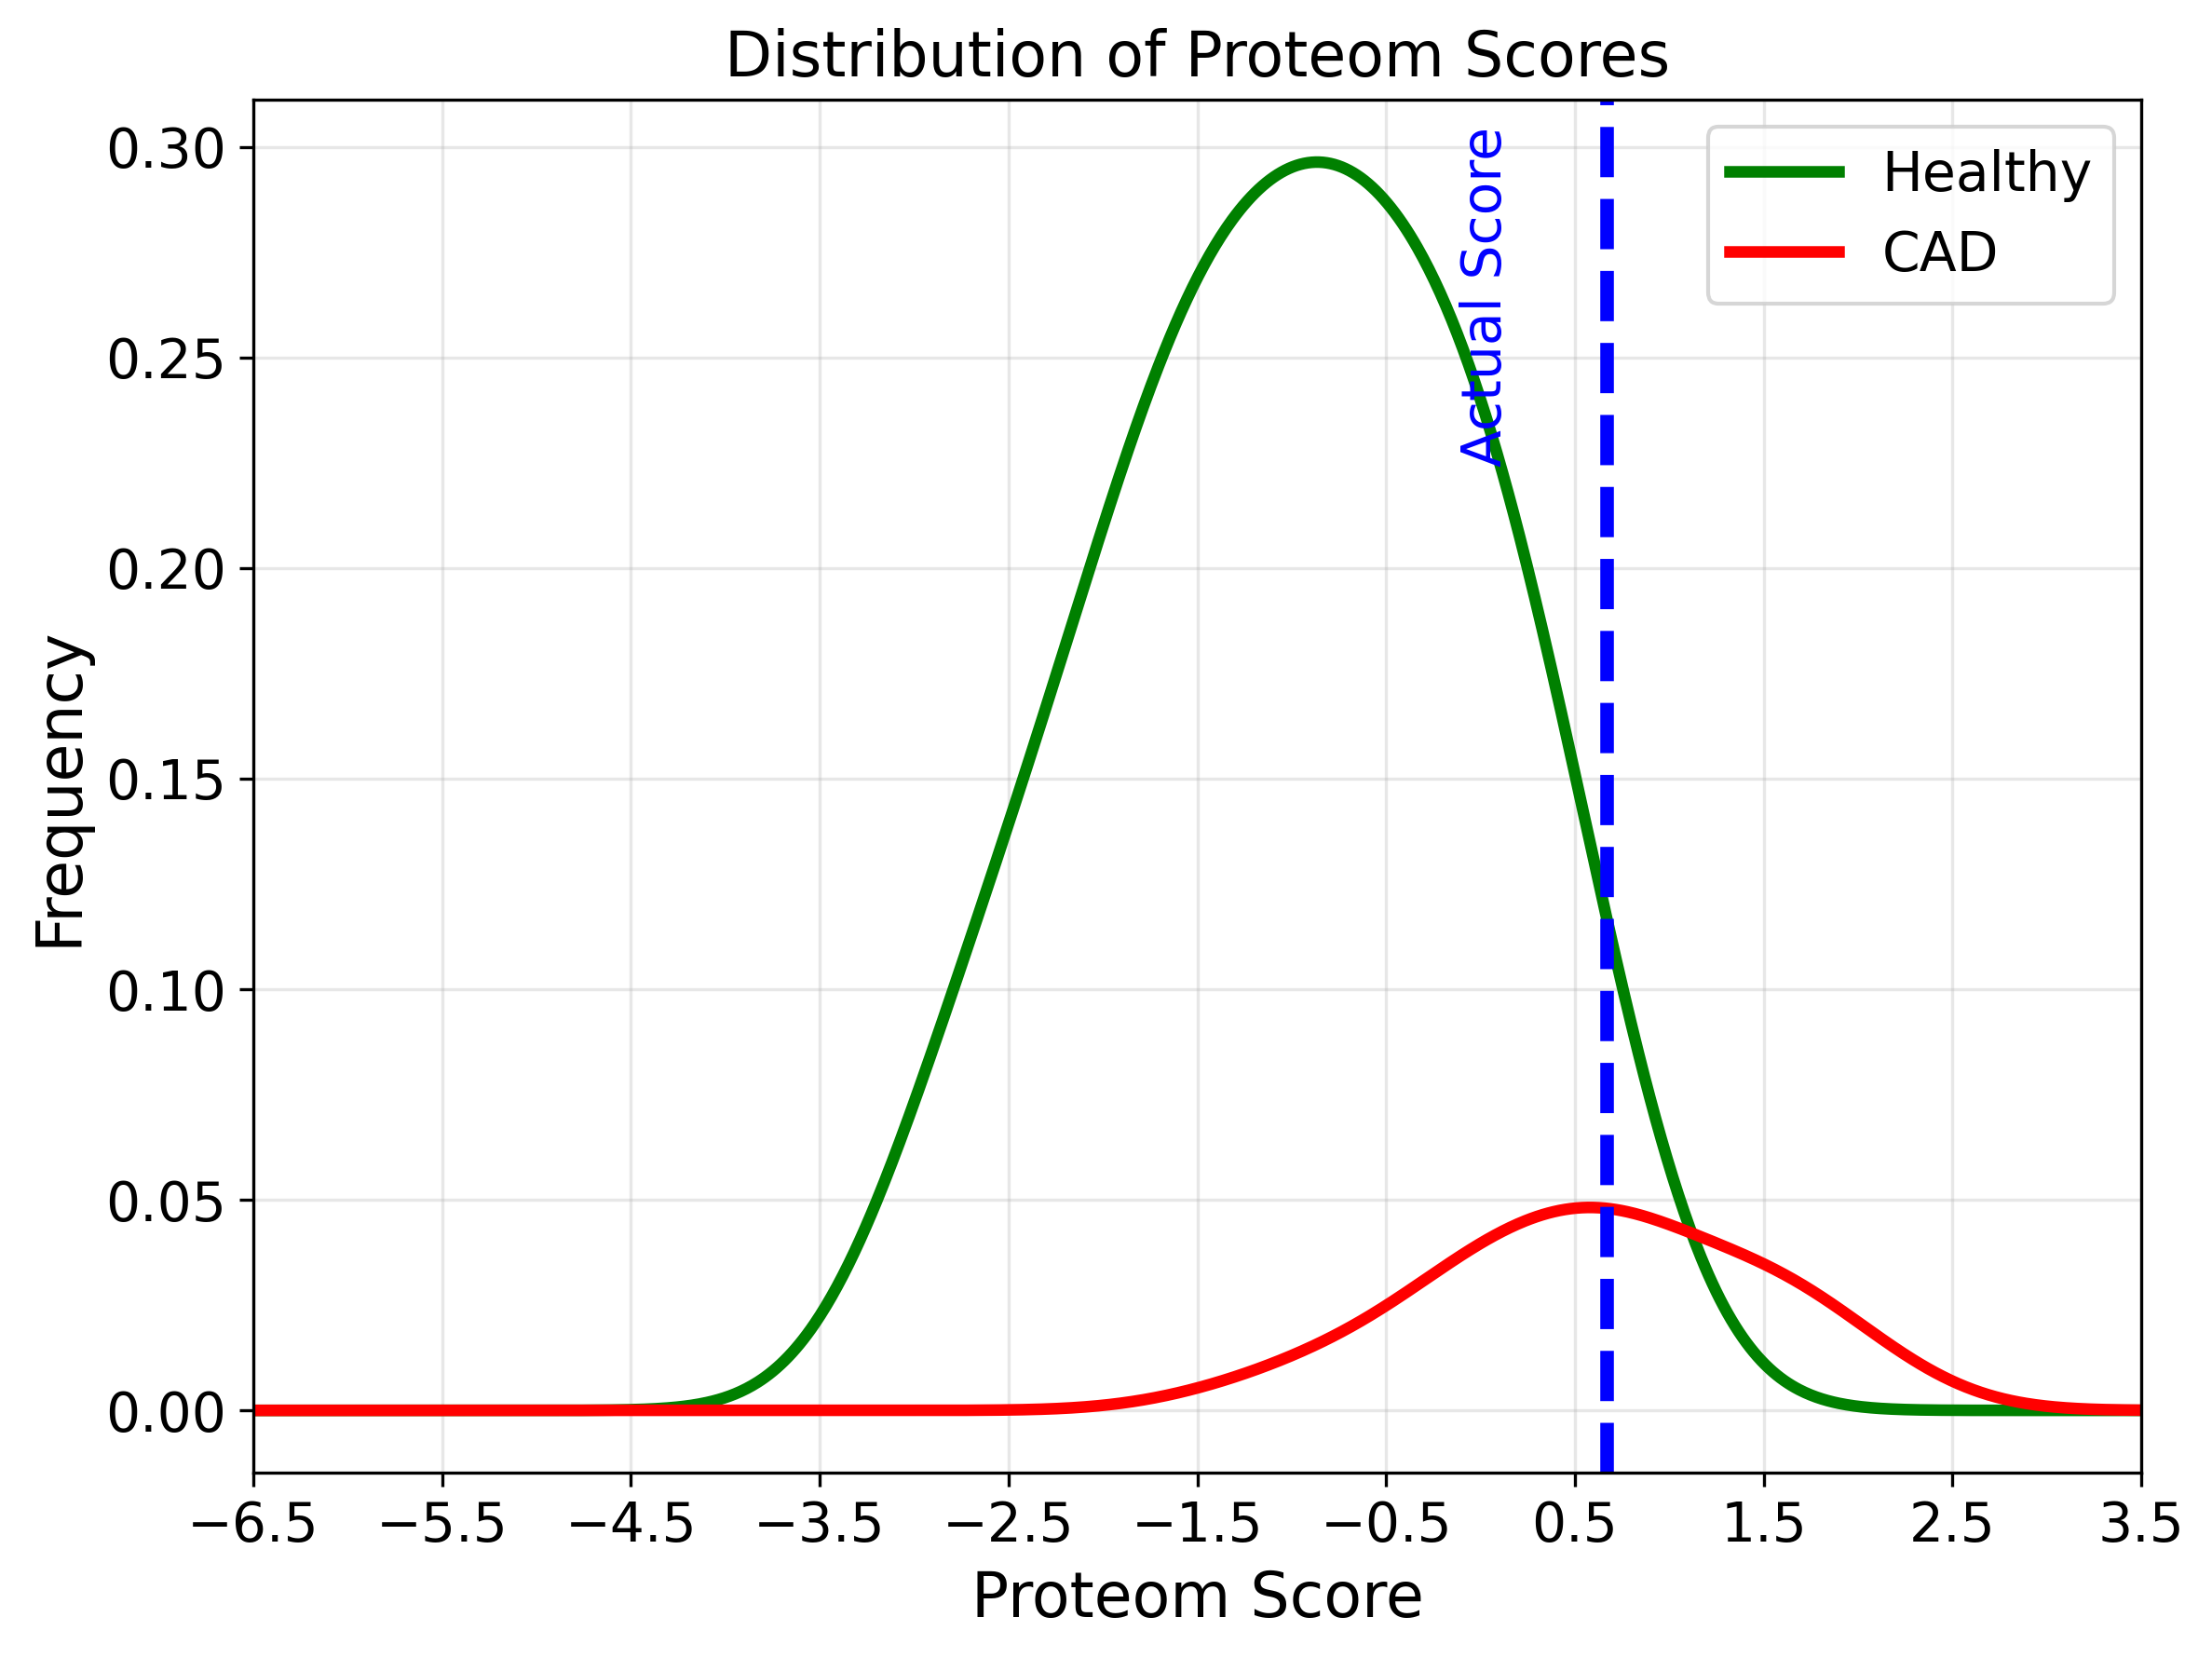 Distribution of Proteom Scores
Healthy
CAD
Actual Score
Frequency
0.30
0.25
0.20
0.15
0.10
0.05
0.00
−6.5 −5.5 −4.5 −3.5 −2.5 −1.5 −0.5 0.5 1.5 2.5 3.5
Proteom Score